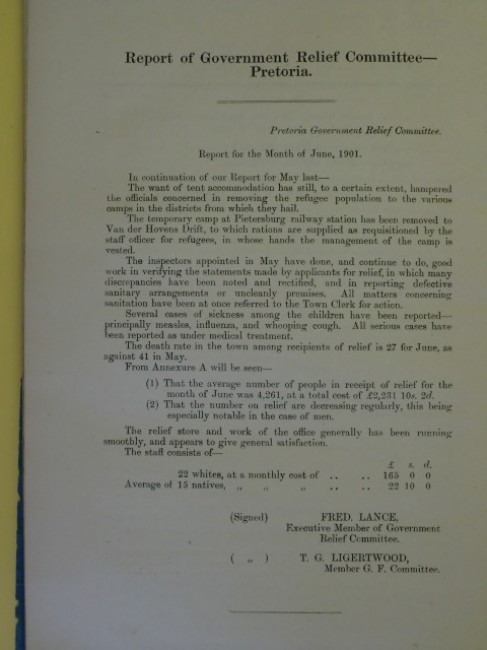 Report of Government Relief Committee—
Pretoria.
Pretoria Government Relief Committee.
Report for the Month of June, 1901.
In continuation of our Report for May last—
The want of tent accommodation has still, to a certain extent, hampered
the officials concerned in removing the refugee population to the various
camps in the districts from which they hail.
The temporary camp at Pietersburg railway station has been removed to
Van der Hovens Drift, to which rations are supplied as requisitioned by the
staff officer for refugees, in whose hands the management of the camp is
vested.
The inspectors appointed in May have done, and continue to do, good
work in verifying the statements made by applicants for relief, in which many
discrepancies have been noted and rectified, and in reporting defective
sanitary arrangements or uncleanly premises. All matters concerning
sanitation have been at once referred to the Town Clerk for action.
Several cases of sickness among the children have been reported—
principally measles, influenza, and whooping cough. All serious cases have
been reported as under medical treatment.
The death rate in the town among recipients of relief is 27 for June, as
against 41 in May.
From Annexure A will be seen—
(1) That the average number of people in receipt of relief for the
month of June was 4,261, at a total cost of £2,231 10s. 2d.
(2) That the number on relief are decreasing regularly, this being
especially notable in the case of men.
The relief store and work of the office generally has been running
smoothly, and appears to give general satisfaction.
The staff consists of—
£ s. d.
22 whites, at a monthly cost of .. .. 165 0 0
Average of 15 natives, „ „ „ .. .. 22 10 0
(Signed) FRED. LANCE,
Executive Member of Government
Relief Committee.
( „ ) T. G. LIGERTWOOD,
Member G. F. Committee.